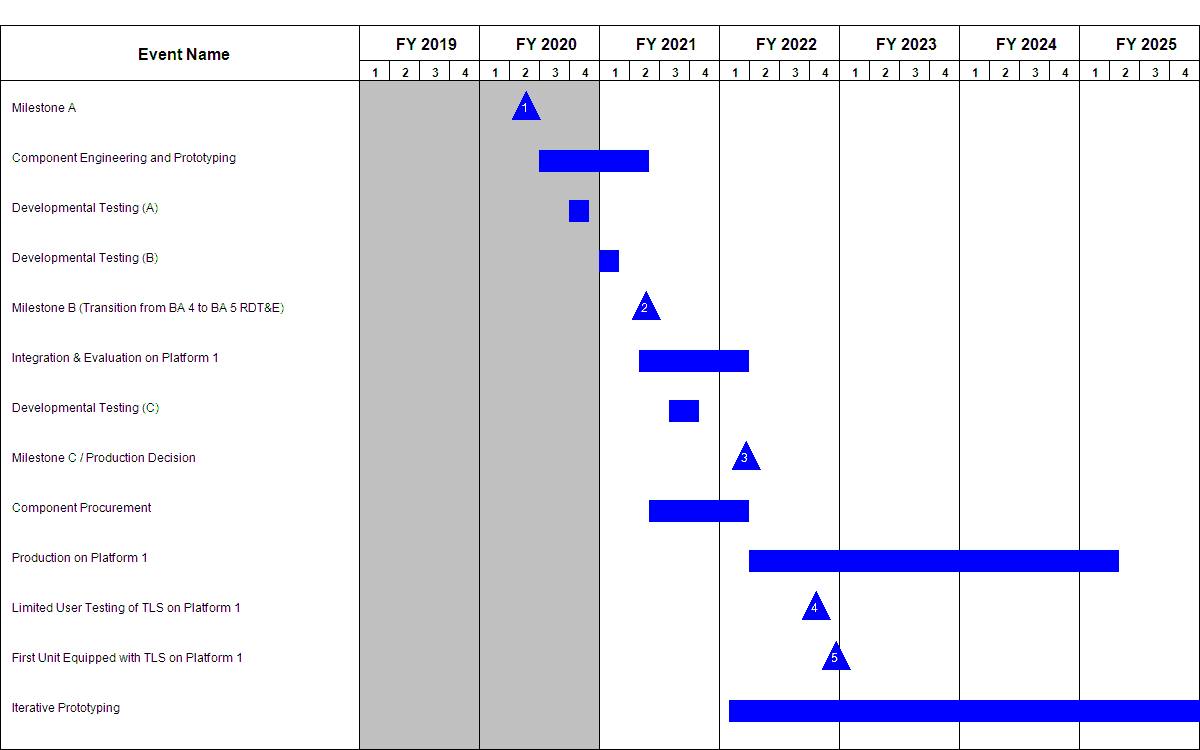 FY 2019 FY 2020 FY 2021 FY 2022 FY 2023 FY 2024 FY 2025
Event Name
1 2 3 4 1 2 3 4 1 2 3 4 1 2 3 4 1 2 3 4 1 2 3 4 1 2 3 4
Milestone A
1
Component Engineering and Prototyping
Developmental Testing (A)
Developmental Testing (B)
Milestone B (Transition from BA 4 to BA 5 RDT&E)
2
Integration & Evaluation on Platform 1
Developmental Testing (C)
Milestone C / Production Decision
3
Component Procurement
Production on Platform 1
Limited User Testing of TLS on Platform 1
4
First Unit Equipped with TLS on Platform 1
5
Iterative Prototyping